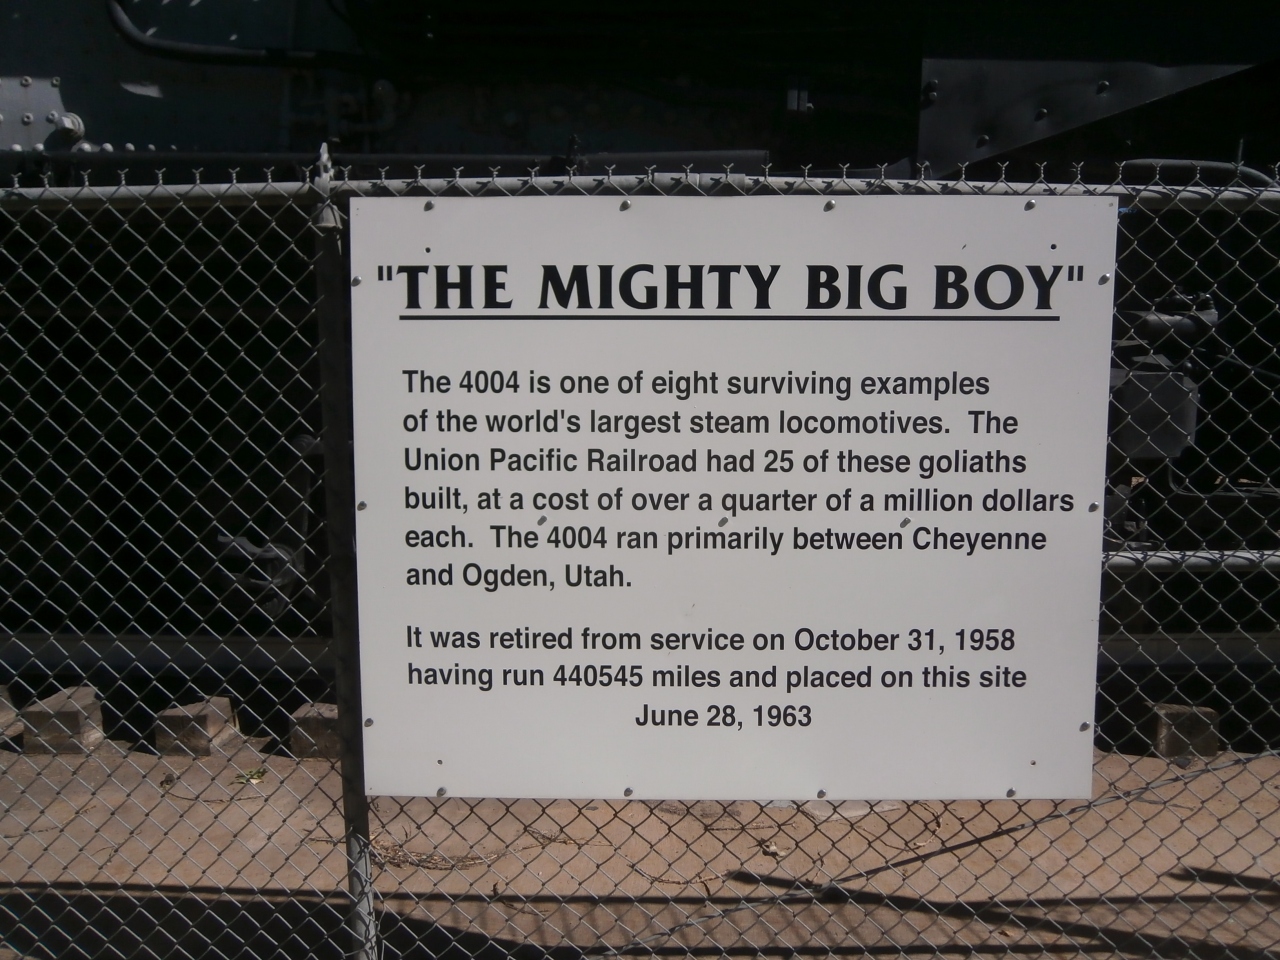 "THE MIGHTY BIG BOY"
The 4004 is one of eight surviving examples
of the world's largest steam locomotives.  The
Union Pacific Railroad had 25 of these goliaths
built, at a cost of over a quarter of a million dollars
each.  The 4004 ran primarily between Cheyenne
and Ogden, Utah.
It was retired from service on October 31, 1958
having run 440545 miles and placed on this site
June 28, 1963